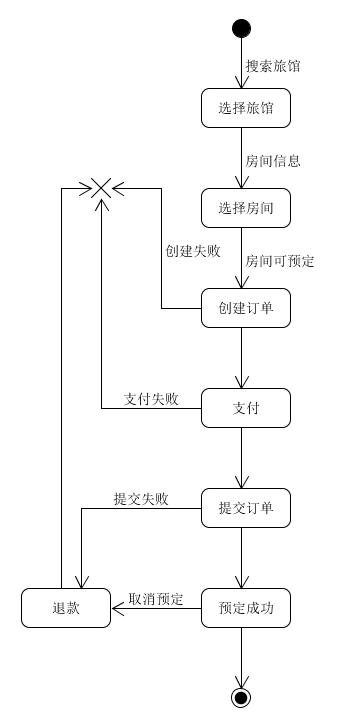 搜索旅馆
选择旅馆
房间信息
选择房间
创建失败
房间可预定
创建订单
支付失败
支付
提交失败
提交订单
退款
取消预定
预定成功